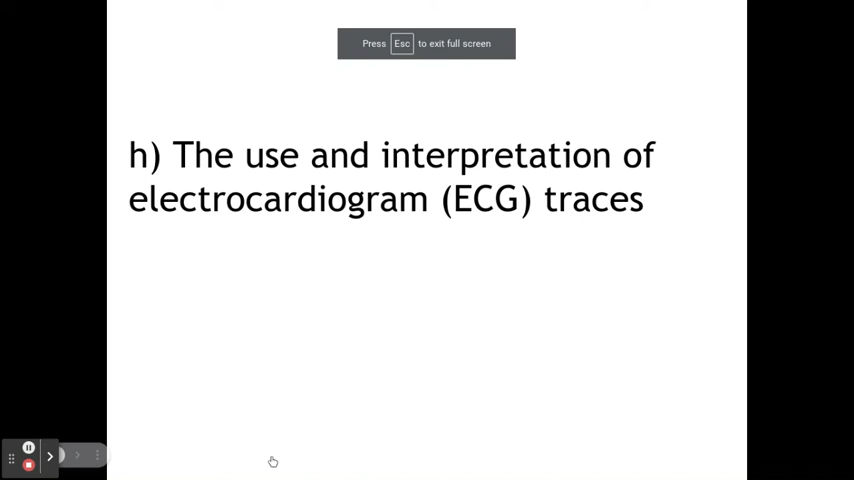 Press Esc to exit full screen
h) The use and interpretation of
electrocardiogram (ECG) traces